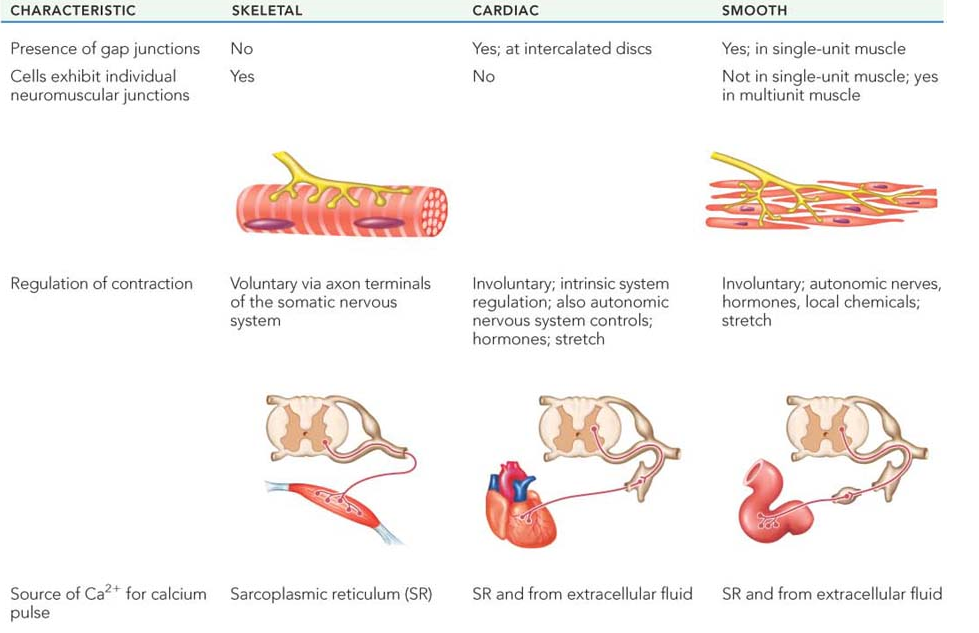 CHARACTERISTIC SKELETAL CARDIAC SMOOTH
Presence of gap junctions No Yes; at intercalated discs Yes; in single-unit muscle
Cells exhibit individual Yes No Not in single-unit muscle; yes
neuromuscular junctions in multiunit muscle
Regulation of contraction Voluntary via axon terminals Involuntary; intrinsic system Involuntary; autonomic nerves,
of the somatic nervous regulation; also autonomic hormones, local chemicals;
system nervous system controls; stretch
hormones; stretch
Source of Ca²⁺ for calcium Sarcoplasmic reticulum (SR) SR and from extracellular fluid SR and from extracellular fluid
pulse